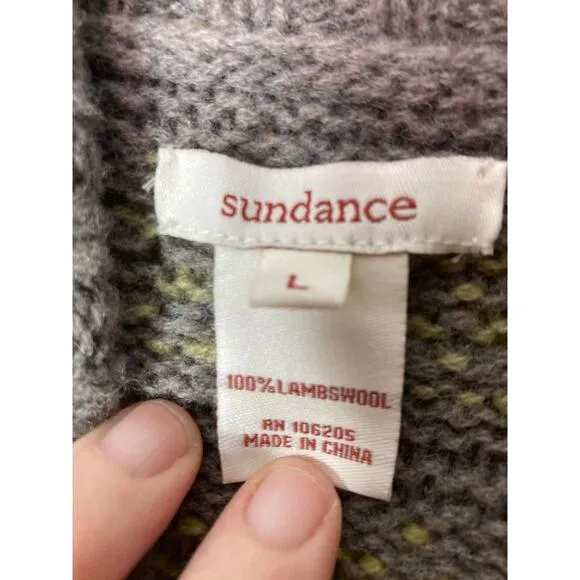 sundance
L
100% LAMBSWOOL
RN 106205
MADE IN CHINA